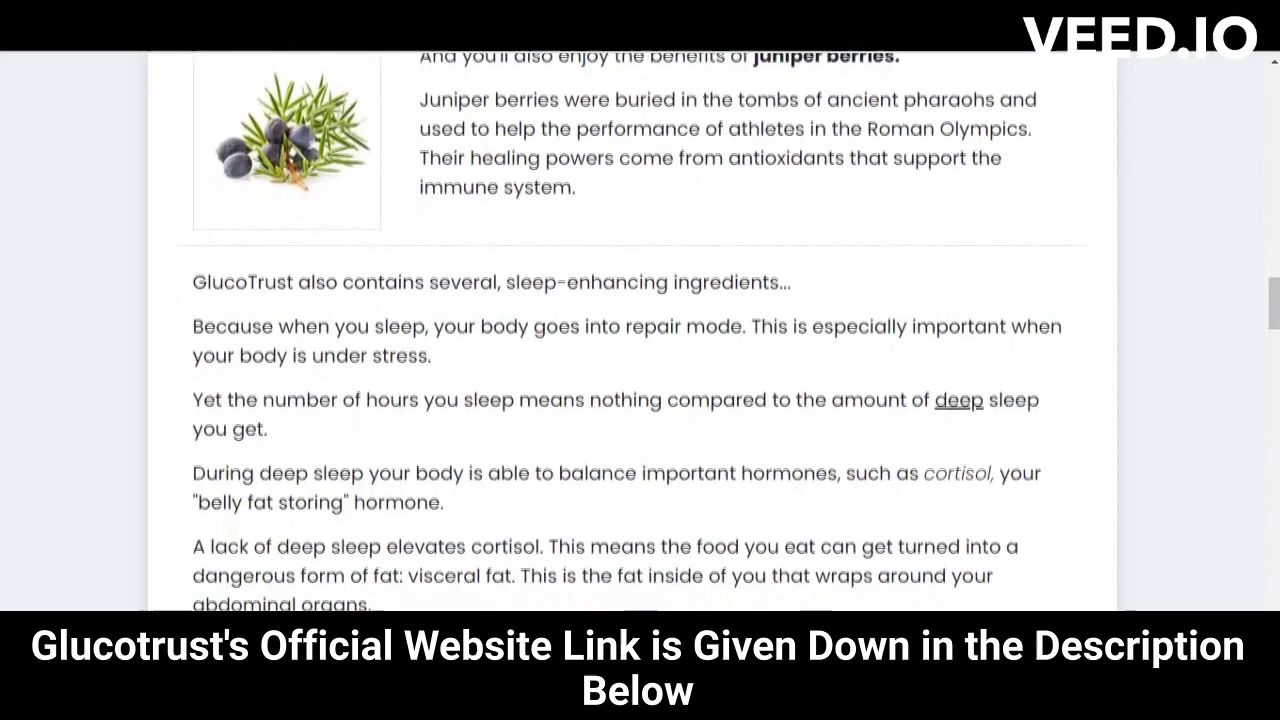 VEED.IO
And you'll also enjoy the benefits of juniper berries.
Juniper berries were buried in the tombs of ancient pharaohs and
used to help the performance of athletes in the Roman Olympics.
Their healing powers come from antioxidants that support the
immune system.
GlucoTrust also contains several, sleep-enhancing ingredients...
Because when you sleep, your body goes into repair mode. This is especially important when
your body is under stress.
Yet the number of hours you sleep means nothing compared to the amount of deep sleep
you get.
During deep sleep your body is able to balance important hormones, such as cortisol, your
"belly fat storing" hormone.
A lack of deep sleep elevates cortisol. This means the food you eat can get turned into a
dangerous form of fat: visceral fat. This is the fat inside of you that wraps around your
abdominal organs.
Glucotrust's Official Website Link is Given Down in the Description
Below